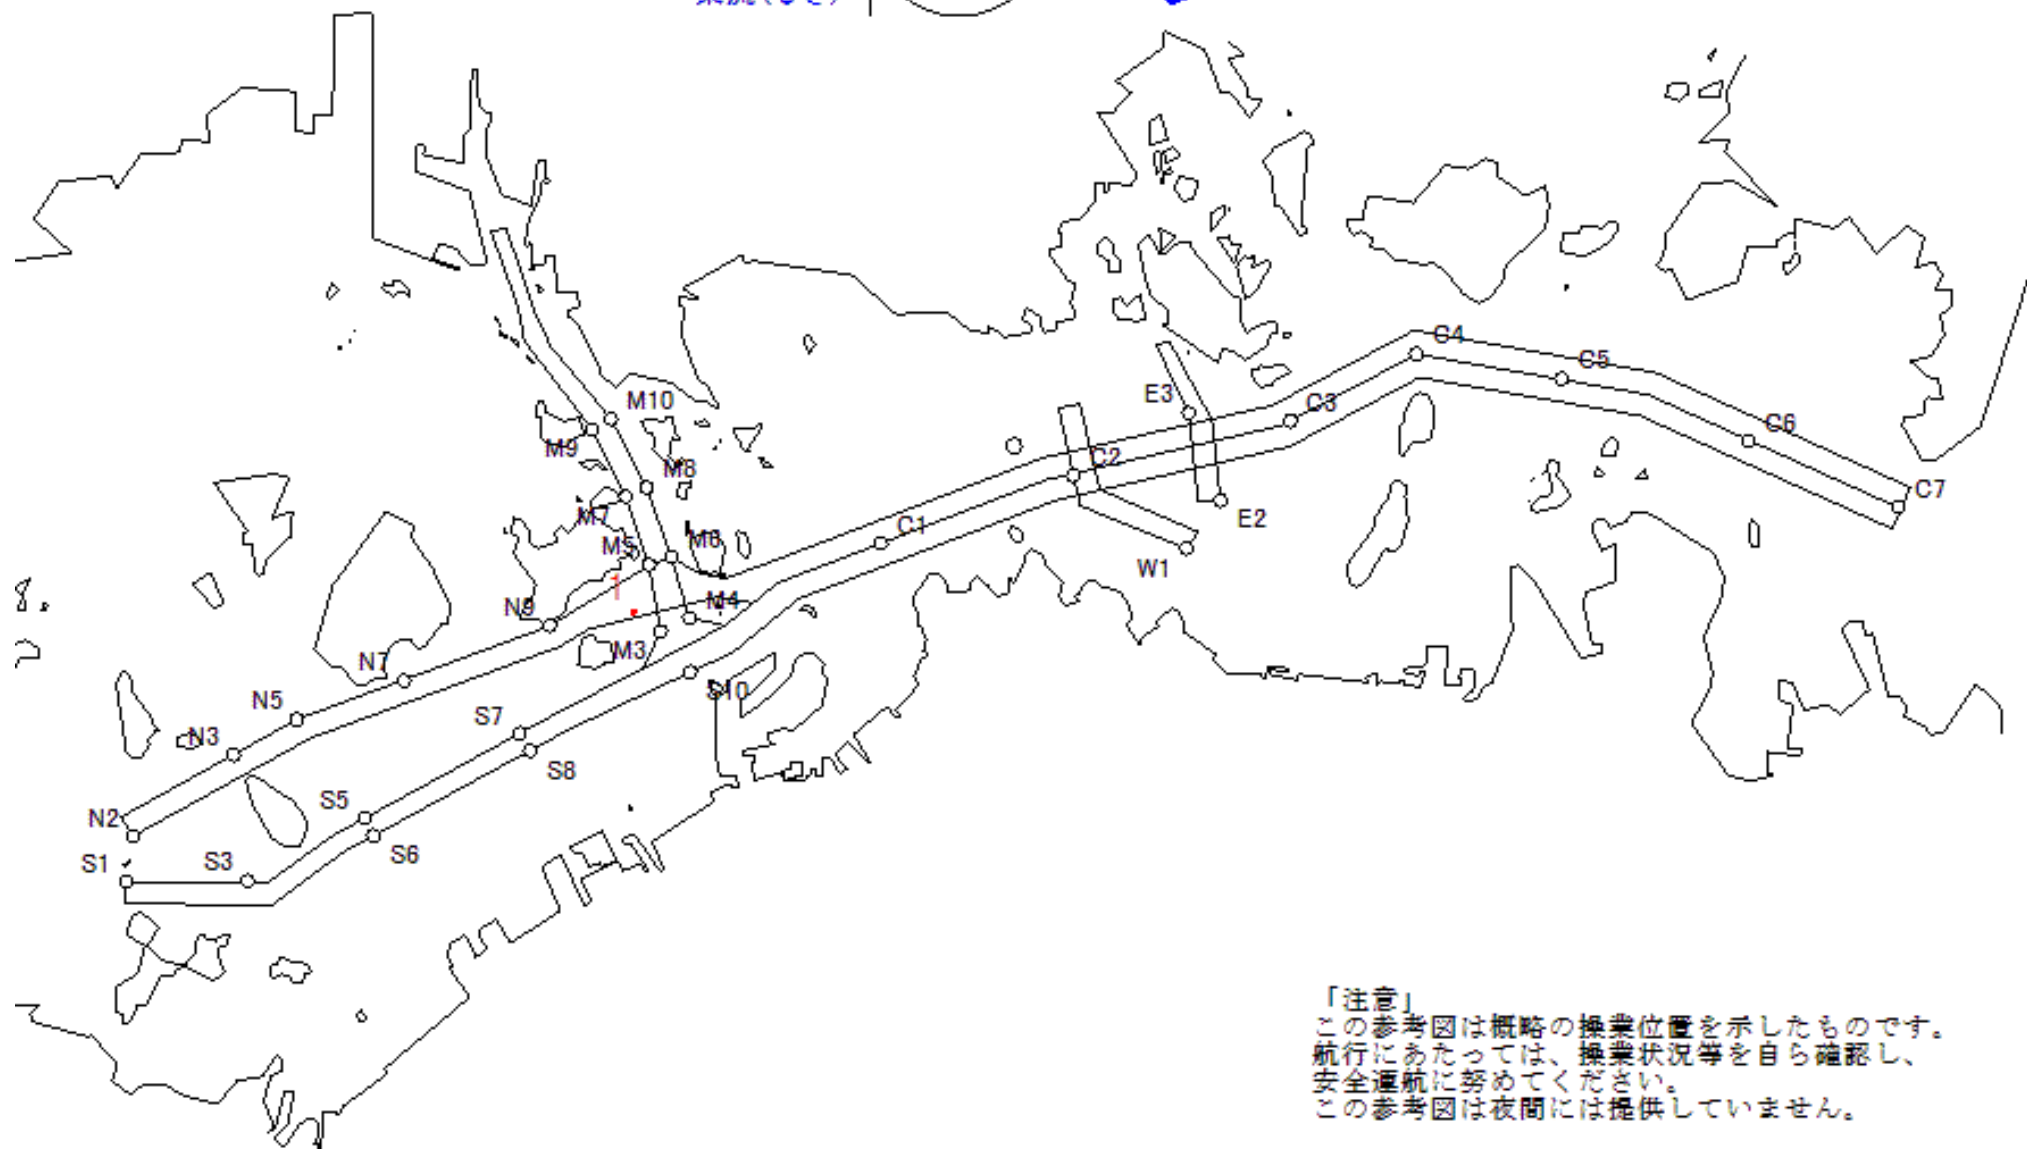 C4
C5
E3
M10
C3
C6
M9
C2
M8
C7
M7
E2
C1
M5
M6
W1
1
N9
M4
M3
N7
S10
N5
S7
N3
S8
S5
N2
S6
S1
S3
「注意」
この参考図は概略の操業位置を示したものです。
航行にあたっては、操業状況等を自ら確認し、
安全運航に努めてください。
この参考図は夜間には提供していません。